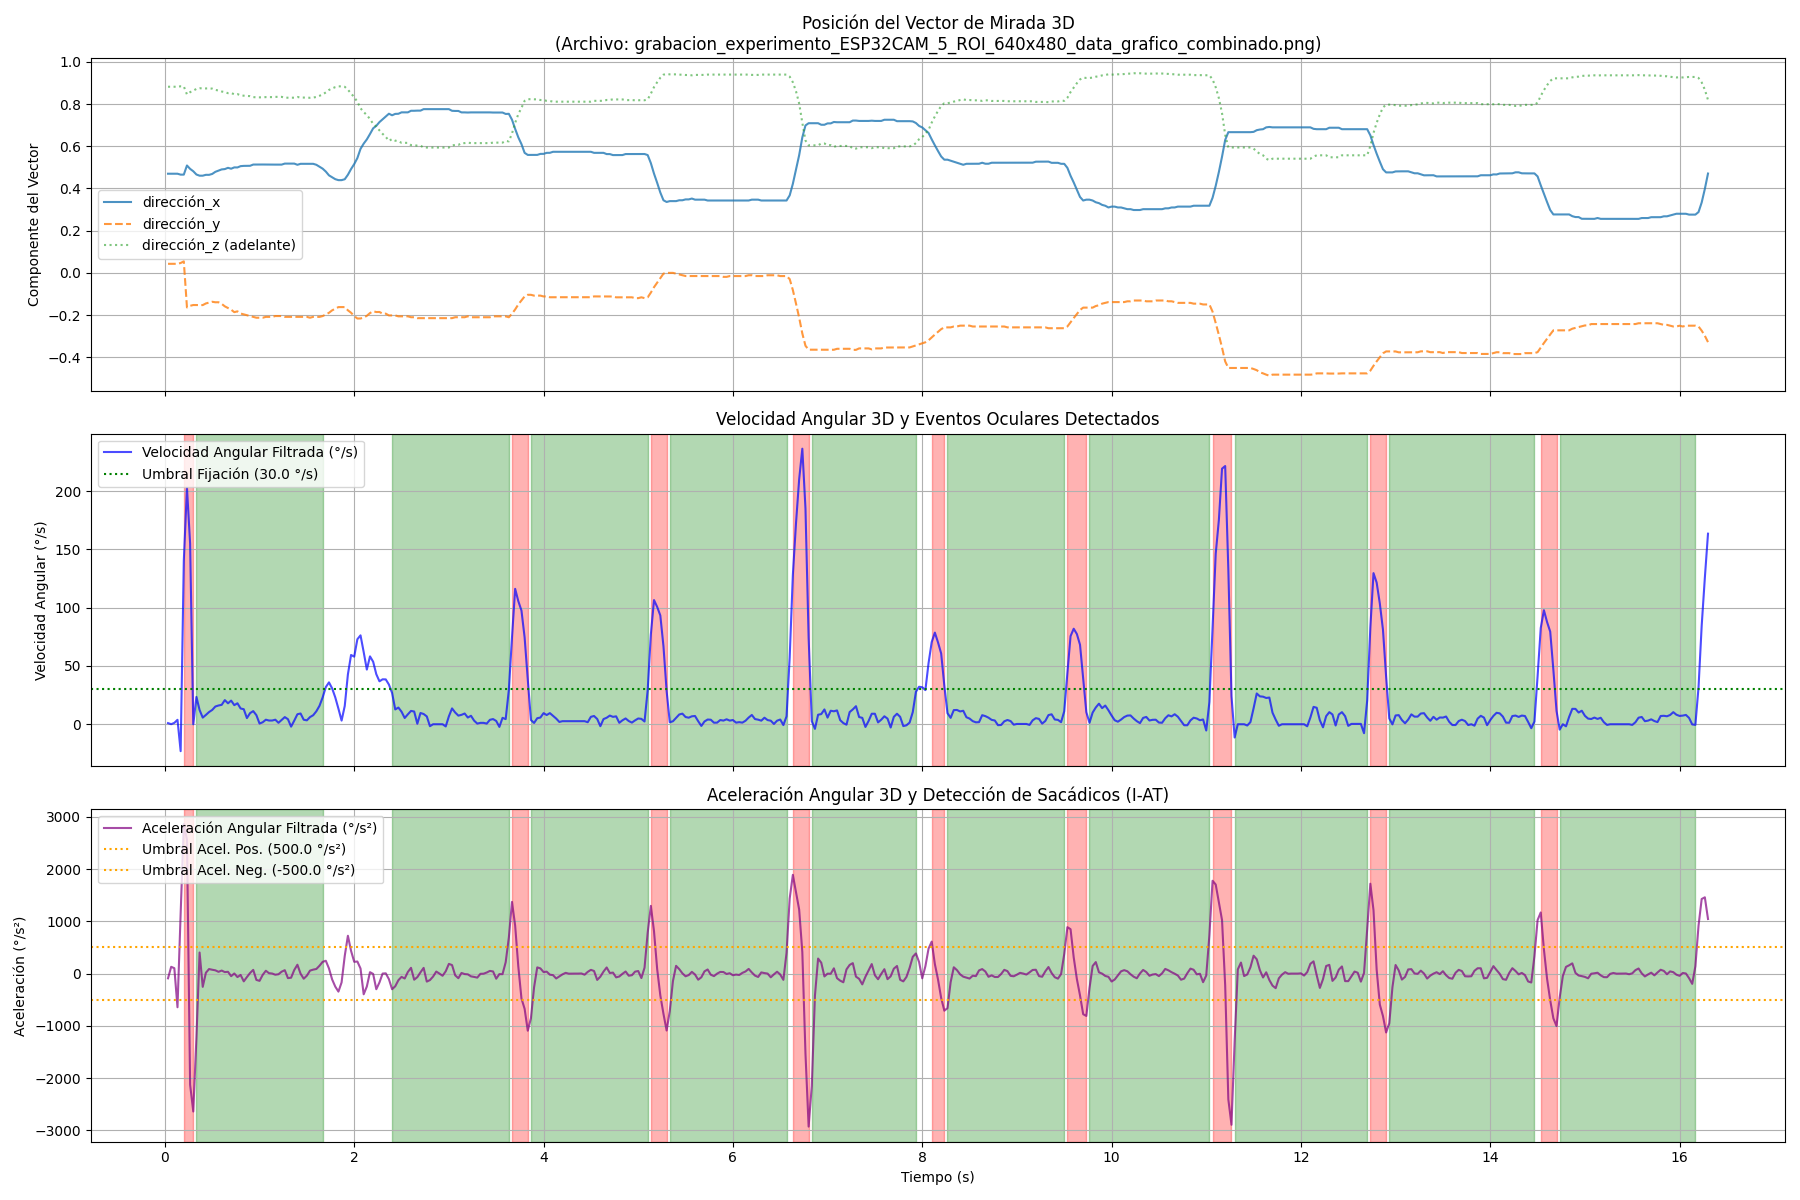 Posición del Vector de Mirada 3D
(Archivo: grabacion_experimento_ESP32CAM_5_ROI_640x480_data_grafico_combinado.png)
Componente del Vector
1.0
0.8
0.6
0.4
0.2
0.0
−0.2
−0.4
dirección_x
dirección_y
dirección_z (adelante)
Velocidad Angular 3D y Eventos Oculares Detectados
Velocidad Angular (°/s)
200
150
100
50
0
Velocidad Angular Filtrada (°/s)
Umbral Fijación (30.0 °/s)
Aceleración Angular 3D y Detección de Sacádicos (I-AT)
Aceleración (°/s²)
3000
2000
1000
0
−1000
−2000
−3000
Aceleración Angular Filtrada (°/s²)
Umbral Acel. Pos. (500.0 °/s²)
Umbral Acel. Neg. (-500.0 °/s²)
0 2 4 6 8 10 12 14 16
Tiempo (s)